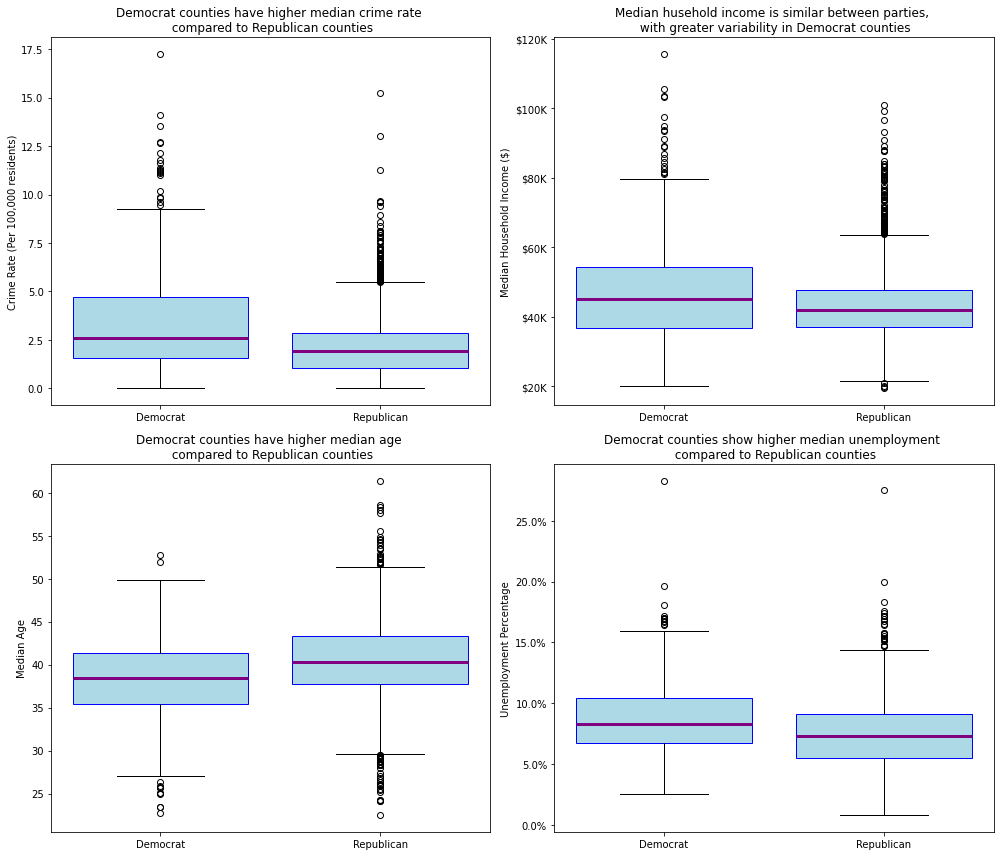 Democrat counties have higher median crime rate
compared to Republican counties
Crime Rate (Per 100,000 residents)
17.5
15.0
12.5
10.0
7.5
5.0
2.5
0.0
Democrat
Republican
Median husehold income is similar between parties,
with greater variability in Democrat counties
Median Household Income ($)
$120K
$100K
$80K
$60K
$40K
$20K
Democrat
Republican
Democrat counties have higher median age
compared to Republican counties
Median Age
60
55
50
45
40
35
30
25
Democrat
Republican
Democrat counties show higher median unemployment
compared to Republican counties
Unemployment Percentage
25.0%
20.0%
15.0%
10.0%
5.0%
0.0%
Democrat
Republican